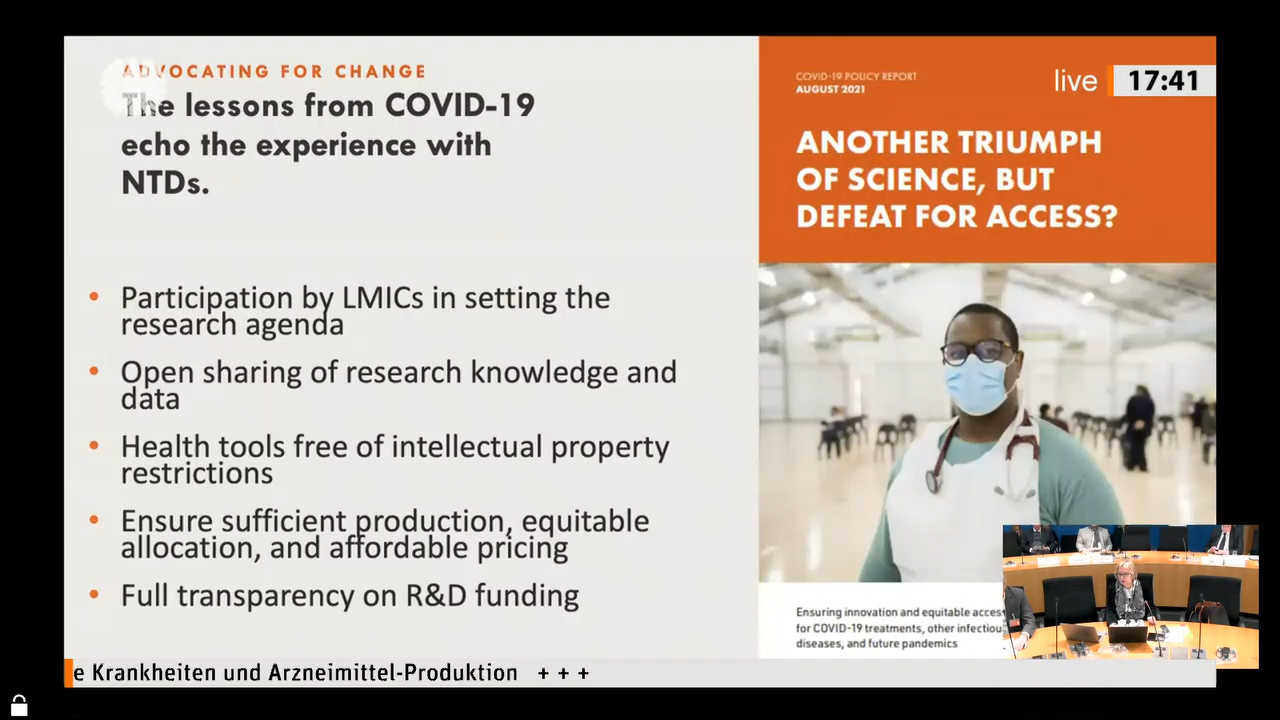 ADVOCATING FOR CHANGE
The lessons from COVID-19
echo the experience with
NTDs.
• Participation by LMICs in setting the
research agenda
• Open sharing of research knowledge and
data
• Health tools free of intellectual property
restrictions
• Ensure sufficient production, equitable
allocation, and affordable pricing
• Full transparency on R&D funding
COVID-19 POLICY REPORT
AUGUST 2021
live 17:41
ANOTHER TRIUMPH
OF SCIENCE, BUT
DEFEAT FOR ACCESS?
Ensuring innovation and equitable access
for COVID-19 treatments, other infectiou
diseases, and future pandemics
e Krankheiten und Arzneimittel-Produktion + + +